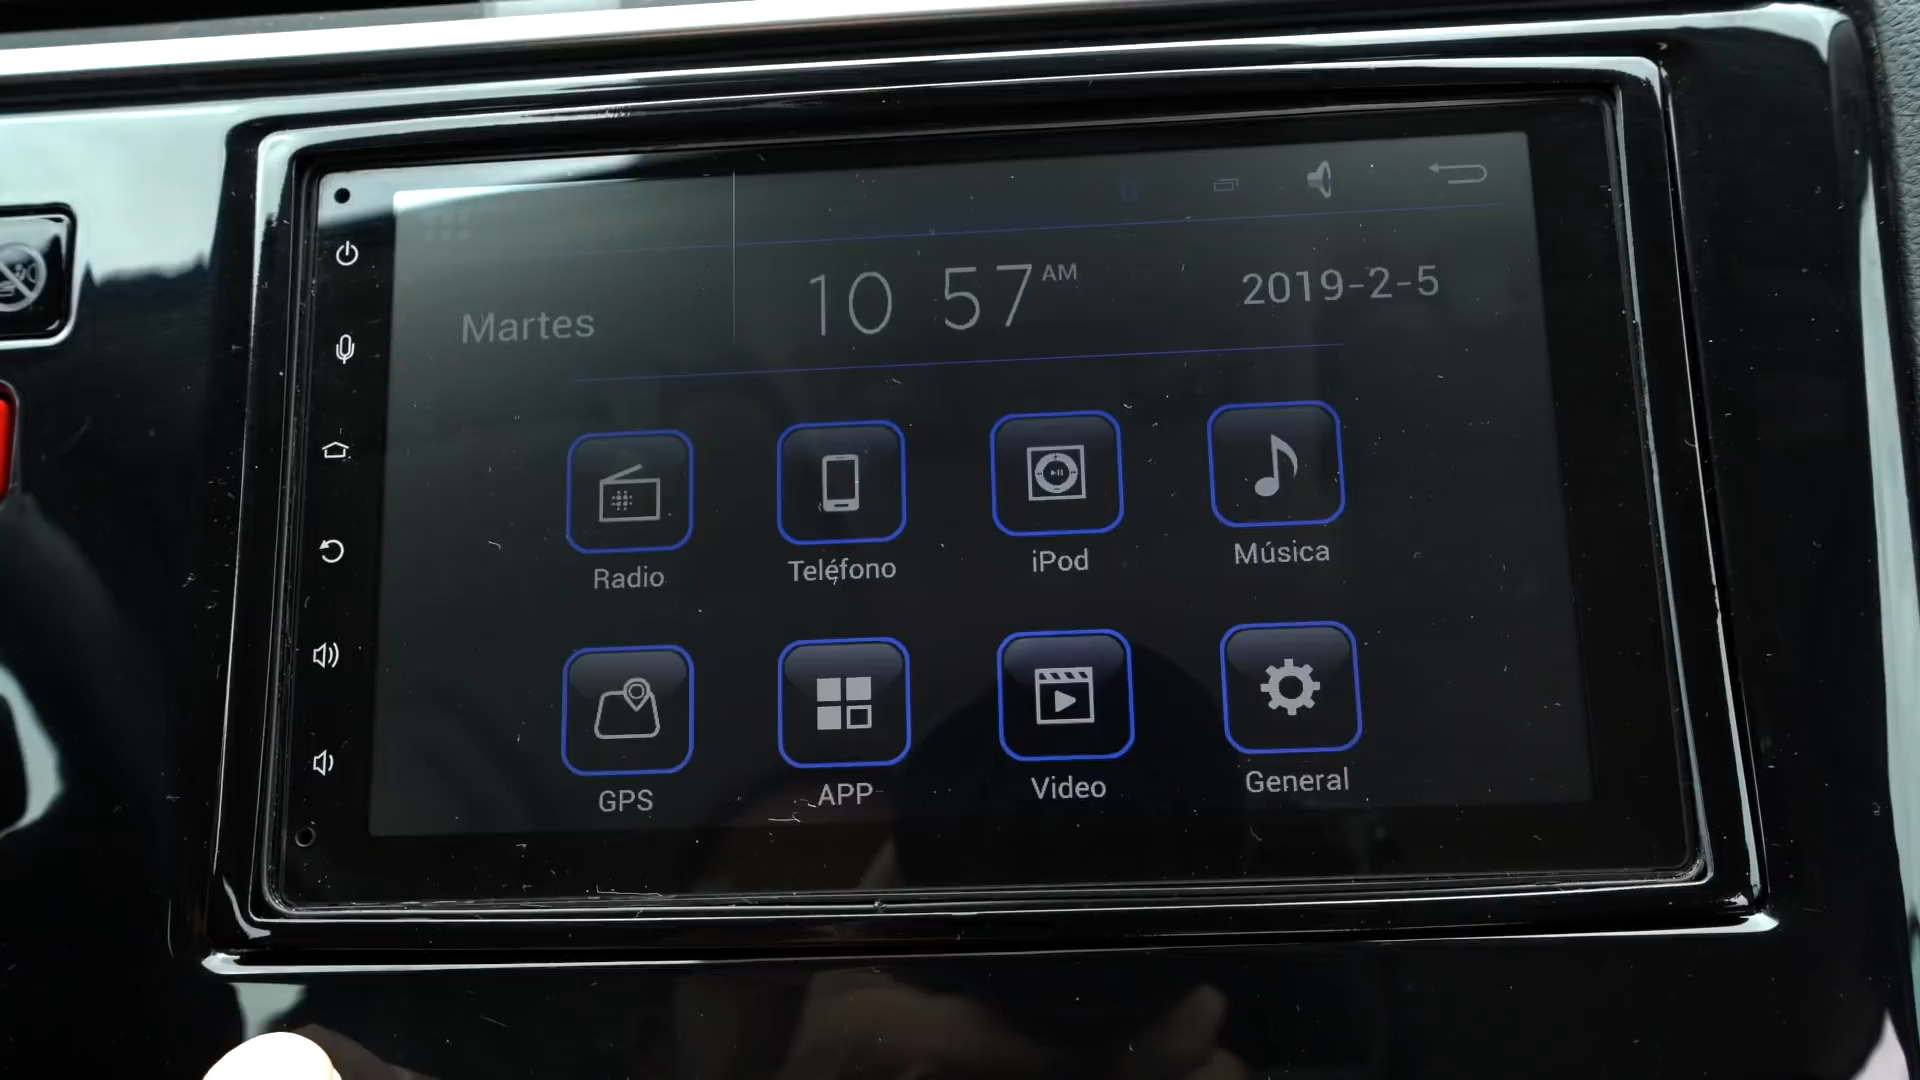 Martes
10 57 AM
2019-2-5
Radio
Teléfono
iPod
Música
GPS
APP
Video
General